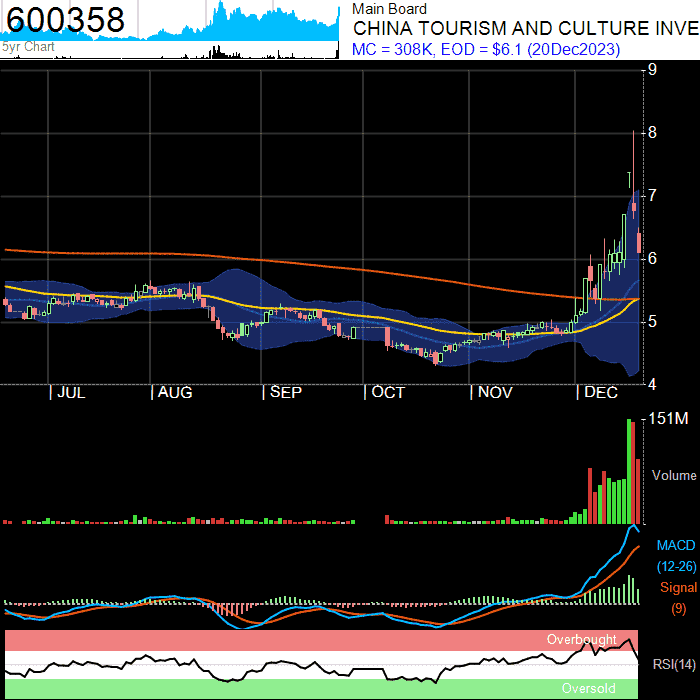 600358
5yr Chart
Main Board
CHINA TOURISM AND CULTURE INVE
MC = 308K, EOD = $6.1 (20Dec2023)
9
8
7
6
5
4
| JUL | AUG | SEP | OCT | NOV | DEC
151M
Volume
MACD
(12-26)
Signal
(9)
Overbought
RSI(14)
Oversold